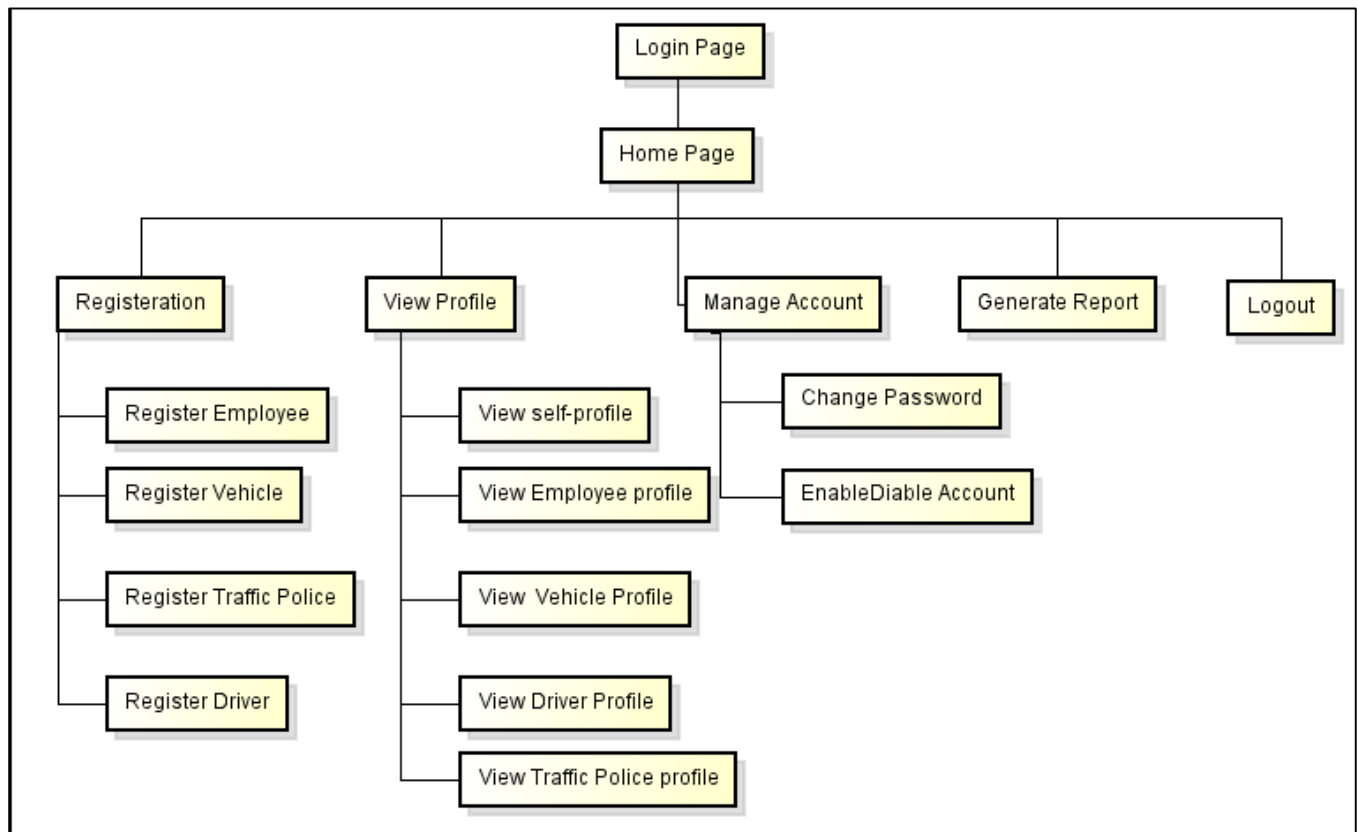 Login Page
Home Page
Registeration
View Profile
Manage Account
Generate Report
Logout
Register Employee
Register Vehicle
Register Traffic Police
Register Driver
View self-profile
View Employee profile
View  Vehicle Profile
View Driver Profile
View Traffic Police profile
Change Password
EnableDiable Account